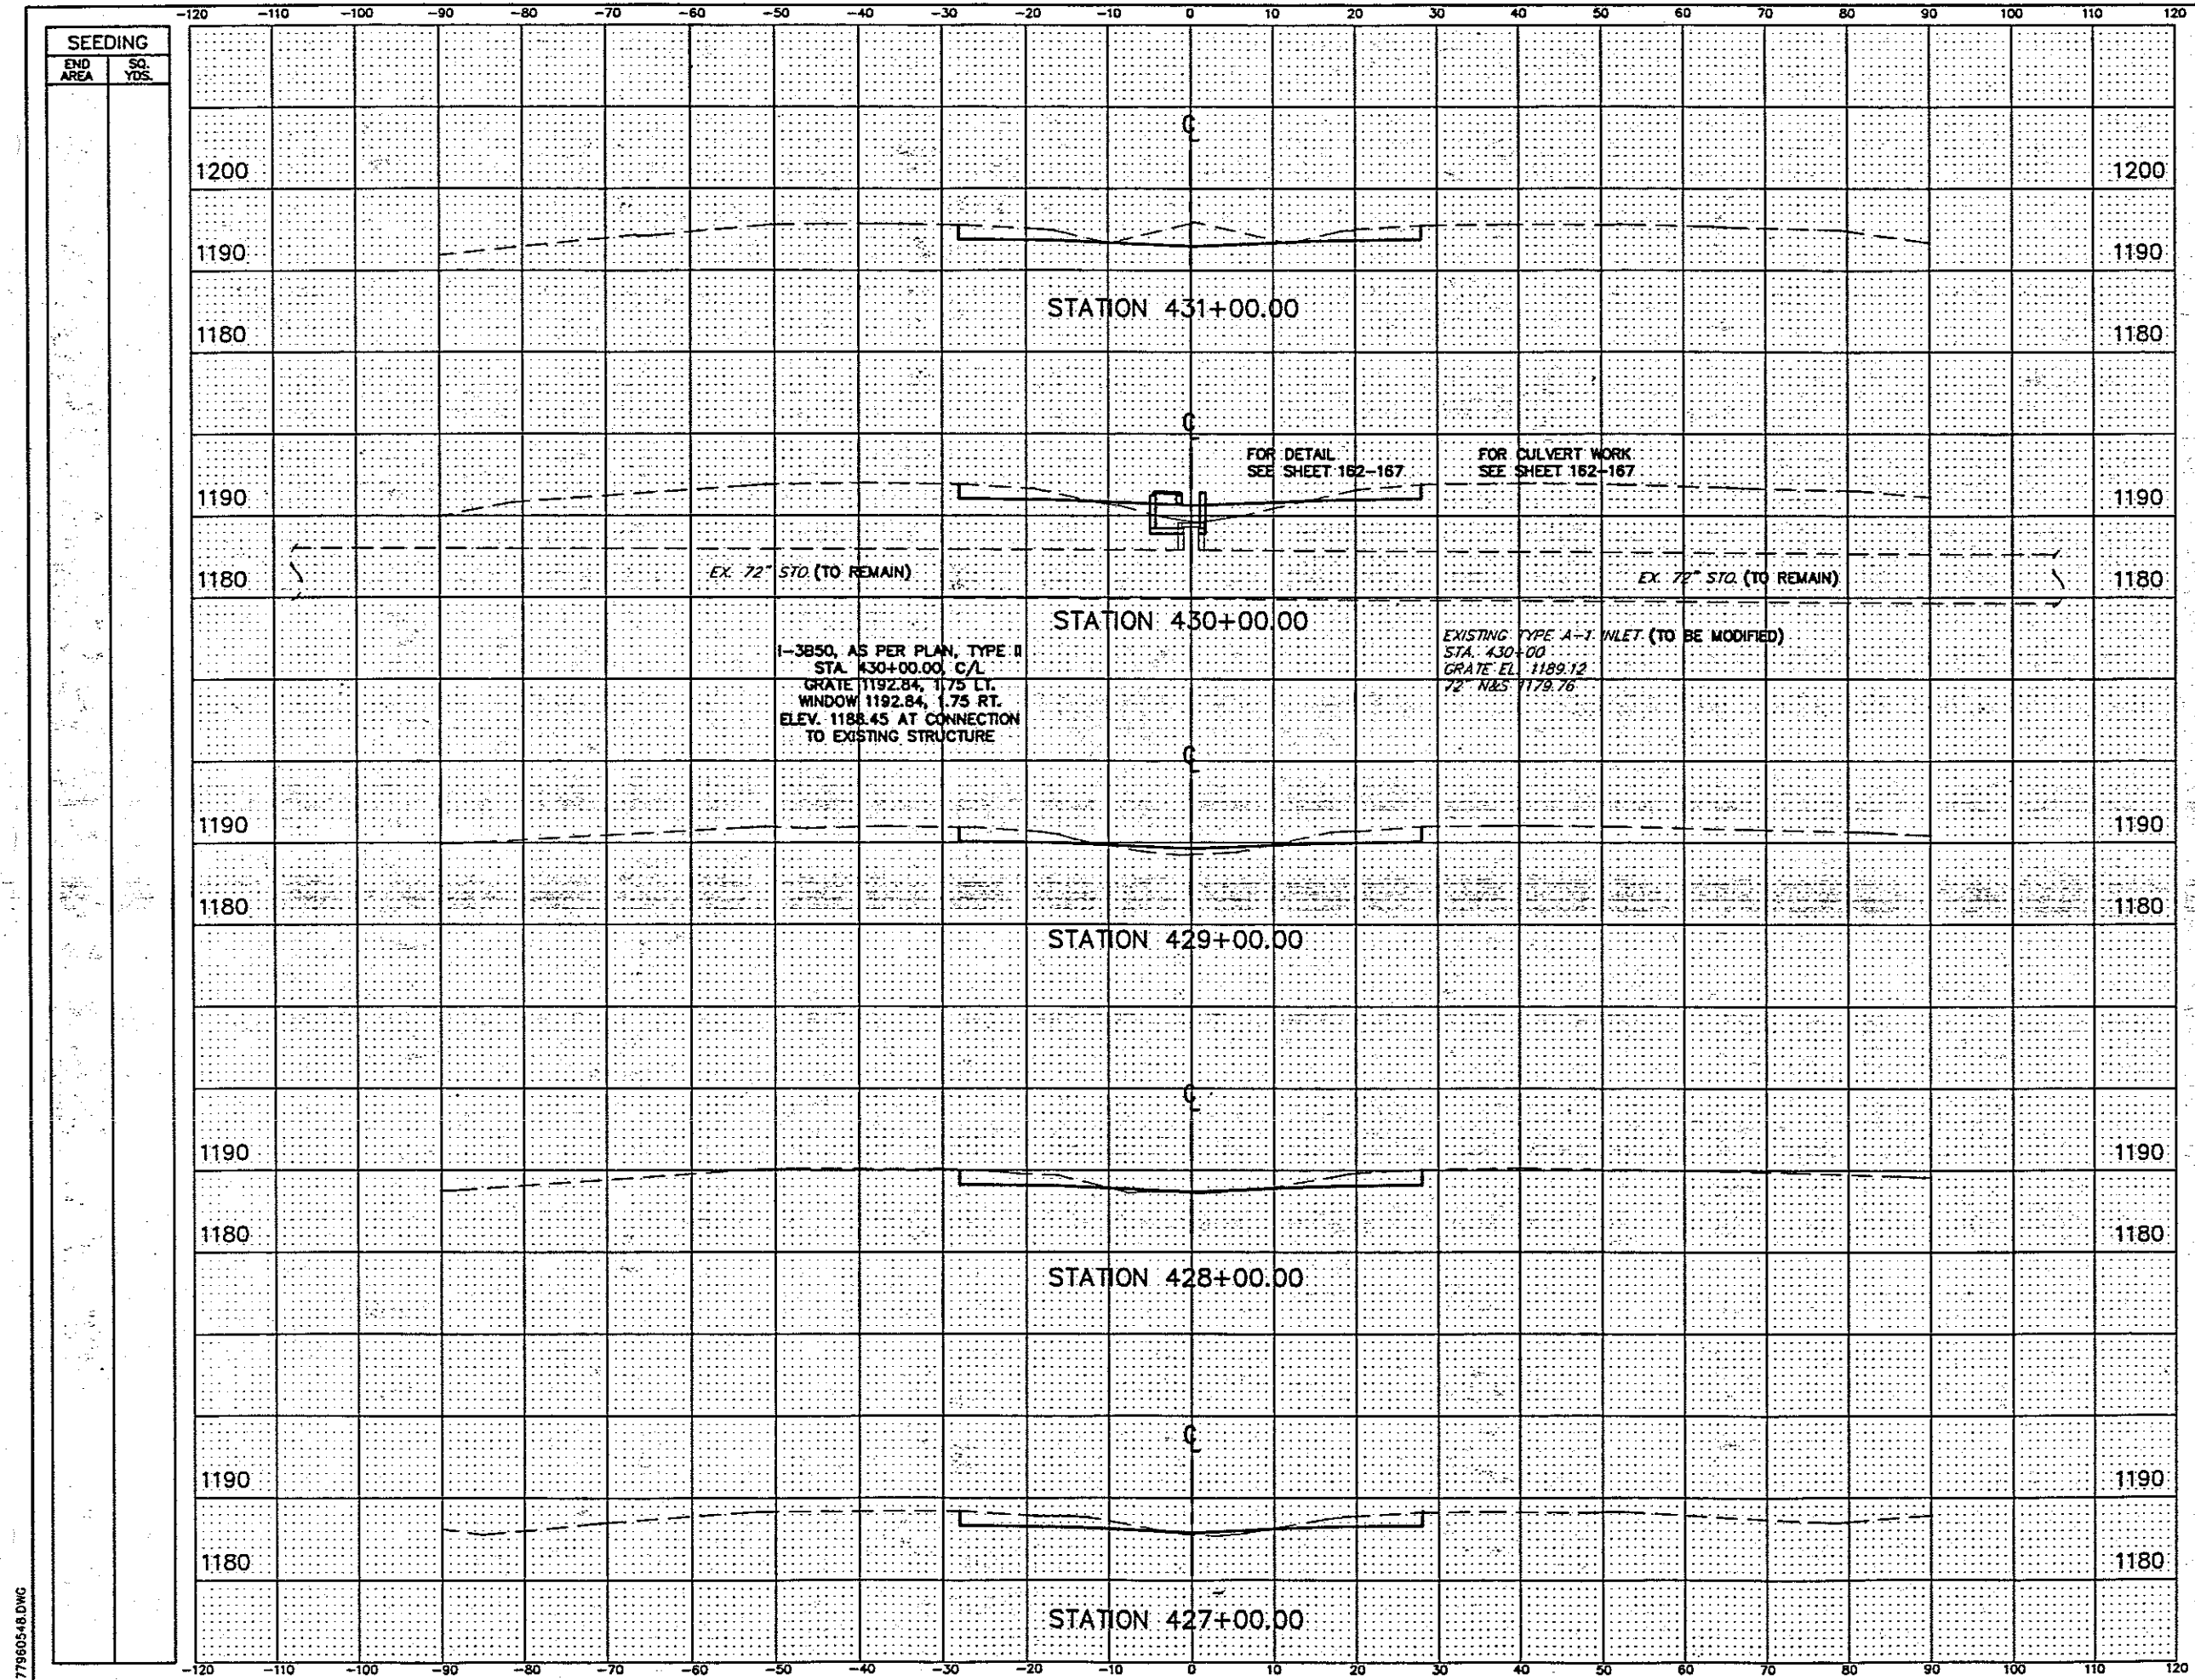 -120 -110 -100 -90 -80 -70 -60 -50 -40 -30 -20 -10 0 10 20 30 40 50 60 70 80 90 100 110 120
SEEDING
END AREA
SQ. YDS.
℄
1200 1200
1190 1190
STATION 431+00.00
1180 1180
℄
FOR DETAIL
SEE SHEET 162-167
FOR CULVERT WORK
SEE SHEET 162-167
1190 1190
EX. 72" STO. (TO REMAIN)
EX. 72" STO. (TO REMAIN)
1180 1180
STATION 430+00.00
I-3B50, AS PER PLAN, TYPE II
STA. 430+00.00, C/L
GRATE 1192.84, 1.75 LT.
WINDOW 1192.84, 1.75 RT.
ELEV. 1188.45 AT CONNECTION
TO EXISTING STRUCTURE
EXISTING TYPE A-1 INLET (TO BE MODIFIED)
STA. 430+00
GRATE EL. 1189.12
72" N&S 1179.76
℄
1190 1190
1180 1180
STATION 429+00.00
℄
1190 1190
1180 1180
STATION 428+00.00
℄
1190 1190
1180 1180
STATION 427+00.00
-120 -110 -100 -90 -80 -70 -60 -50 -40 -30 -20 -10 0 10 20 30 40 50 60 70 80 90 100 110 120
77960548.DWG